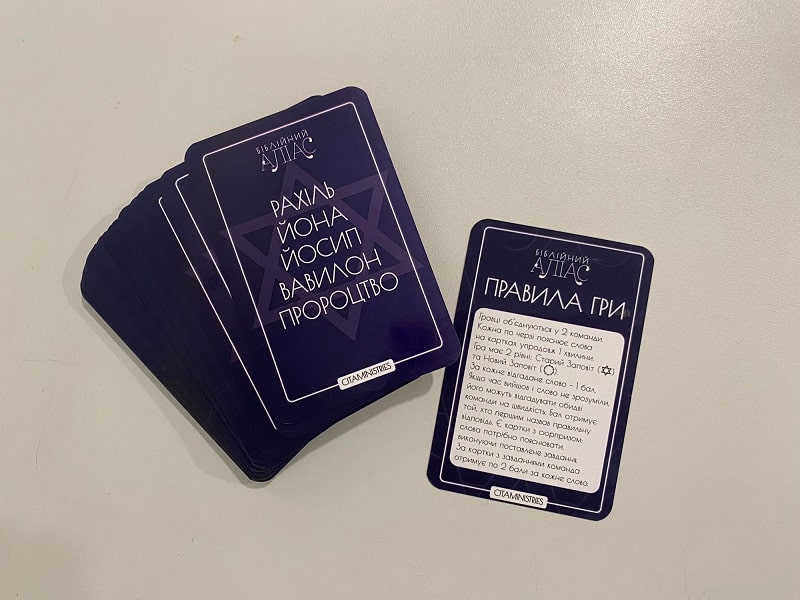 БІБЛІЙНИЙ
АЛІАС
РАХІЛЬ
ЙОНА
ЙОСИП
ВАВИЛОН
ПРОРОЦТВО
CITAMINISTRIES
БІБЛІЙНИЙ
АЛІАС
ПРАВИЛА ГРИ
Гравці об'єднуються у 2 команди.
Кожна по черзі пояснює слова
на картках упродовж 1 хвилини.
Гра має 2 рівні: Старий Заповіт (✡)
та Новий Заповіт ( )
За кожне відгадане слово - 1 бал.
Якщо час вийшов і слово не зрозуміли,
його можуть відгадувати обидві
команди на швидкість. Бал отримує
той, хто першим назвав правильну
відповідь. Є картки з сюрпризом:
слова потрібно пояснювати,
виконуючи поставлене завдання.
За картки з завданнями команда
отримує по 2 бали за кожне слово.
CITAMINISTRIES